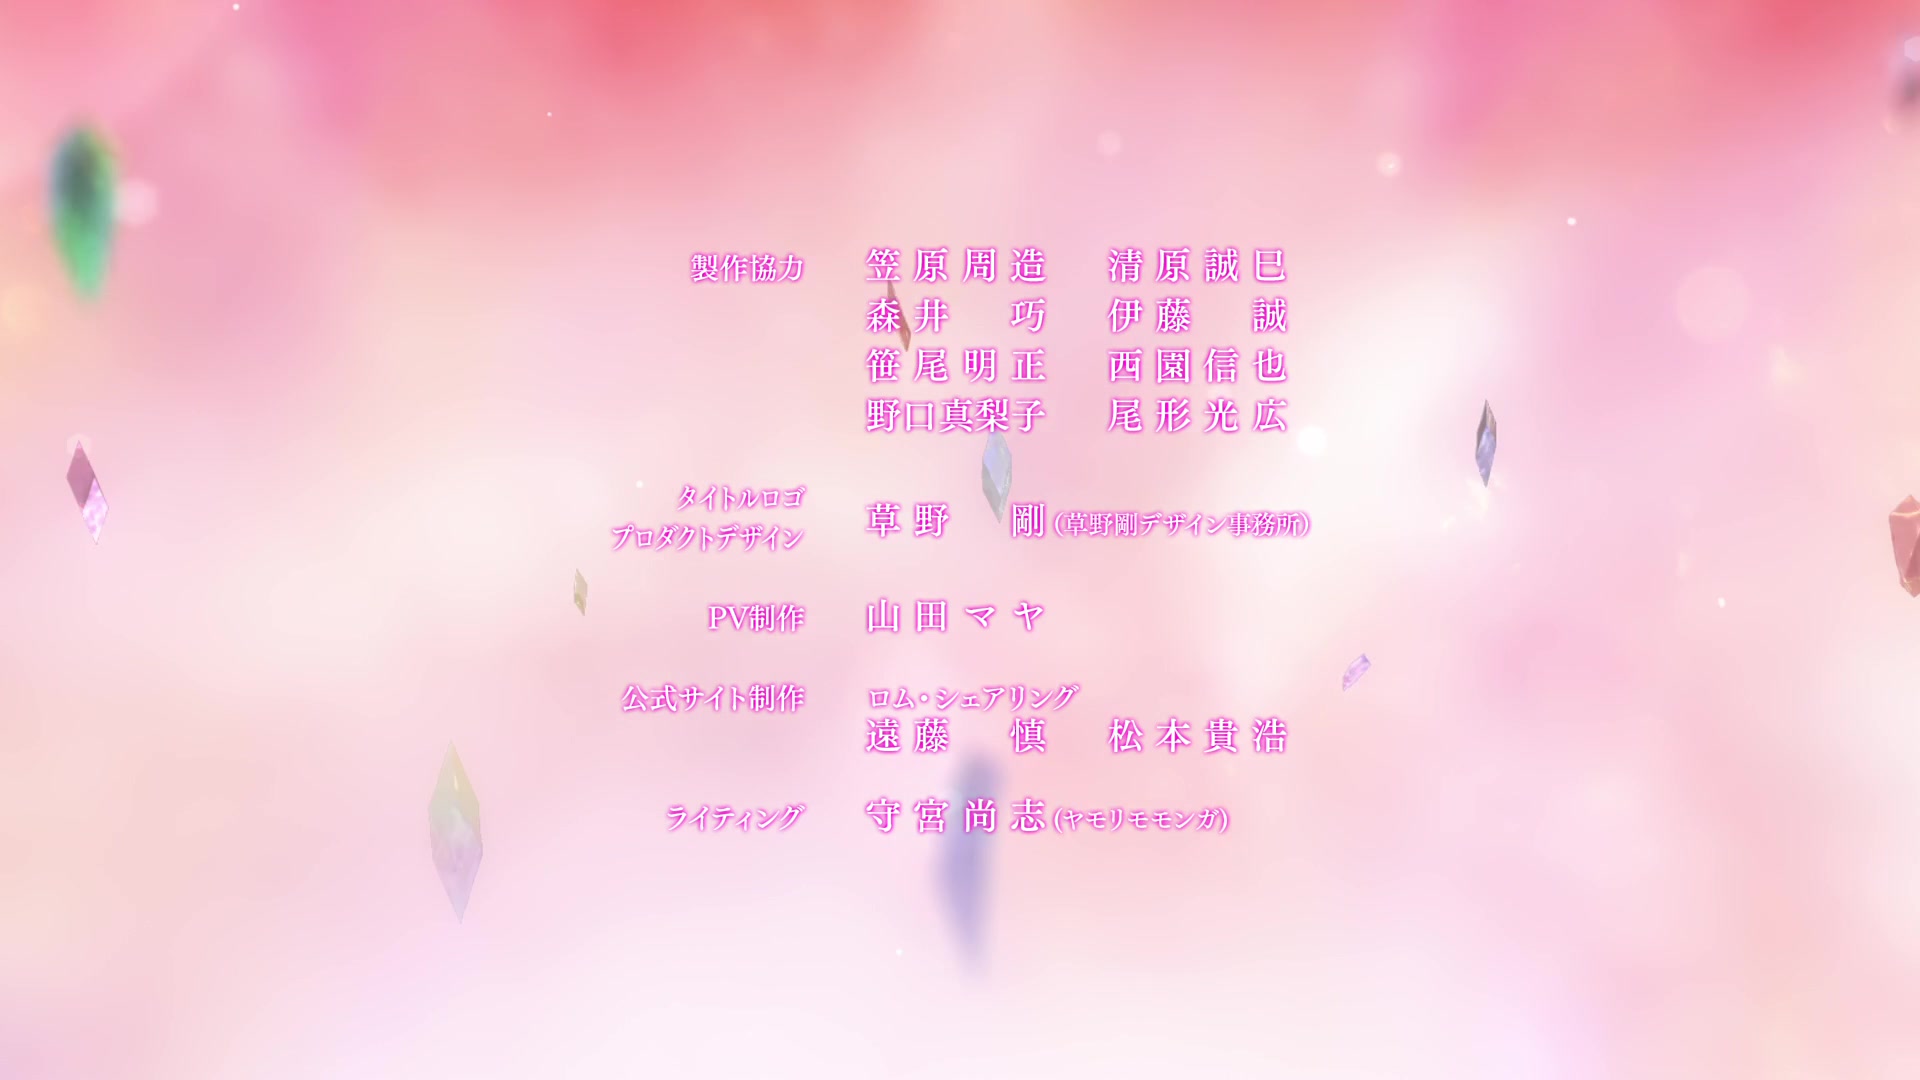 製作協力 笠原周造 清原誠巳
森井 巧 伊藤 誠
笹尾明正 西園信也
野口真梨子 尾形光広
タイトルロゴ
プロダクトデザイン
草野 剛(草野剛デザイン事務所)
PV制作 山田マヤ
公式サイト制作 ロム・シェアリング
遠藤 慎 松本貴浩
ライティング 守宮尚志(ヤモリモモンガ)